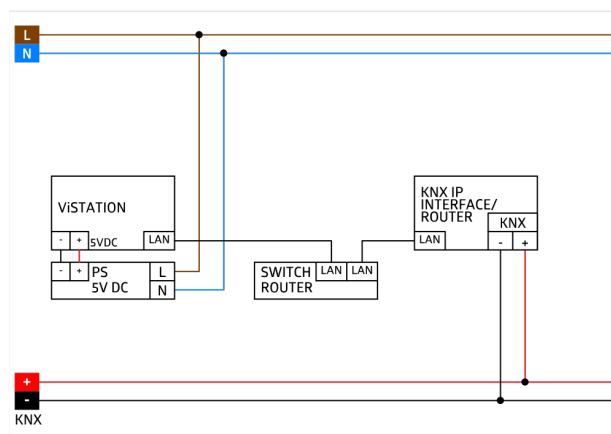 L
N
ViSTATION
- + 5VDC LAN
- + PS L
5V DC N
SWITCH LAN LAN
ROUTER
KNX IP
INTERFACE/
ROUTER KNX
LAN - +
+
-
KNX